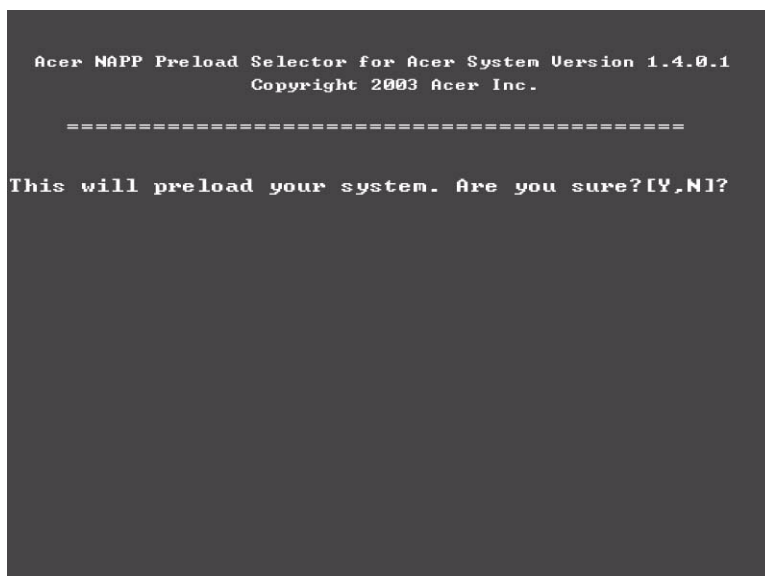 Acer NAPP Preload Selector for Acer System Version 1.4.0.1
Copyright 2003 Acer Inc.
===========================================
This will preload your system. Are you sure?[Y,N]?